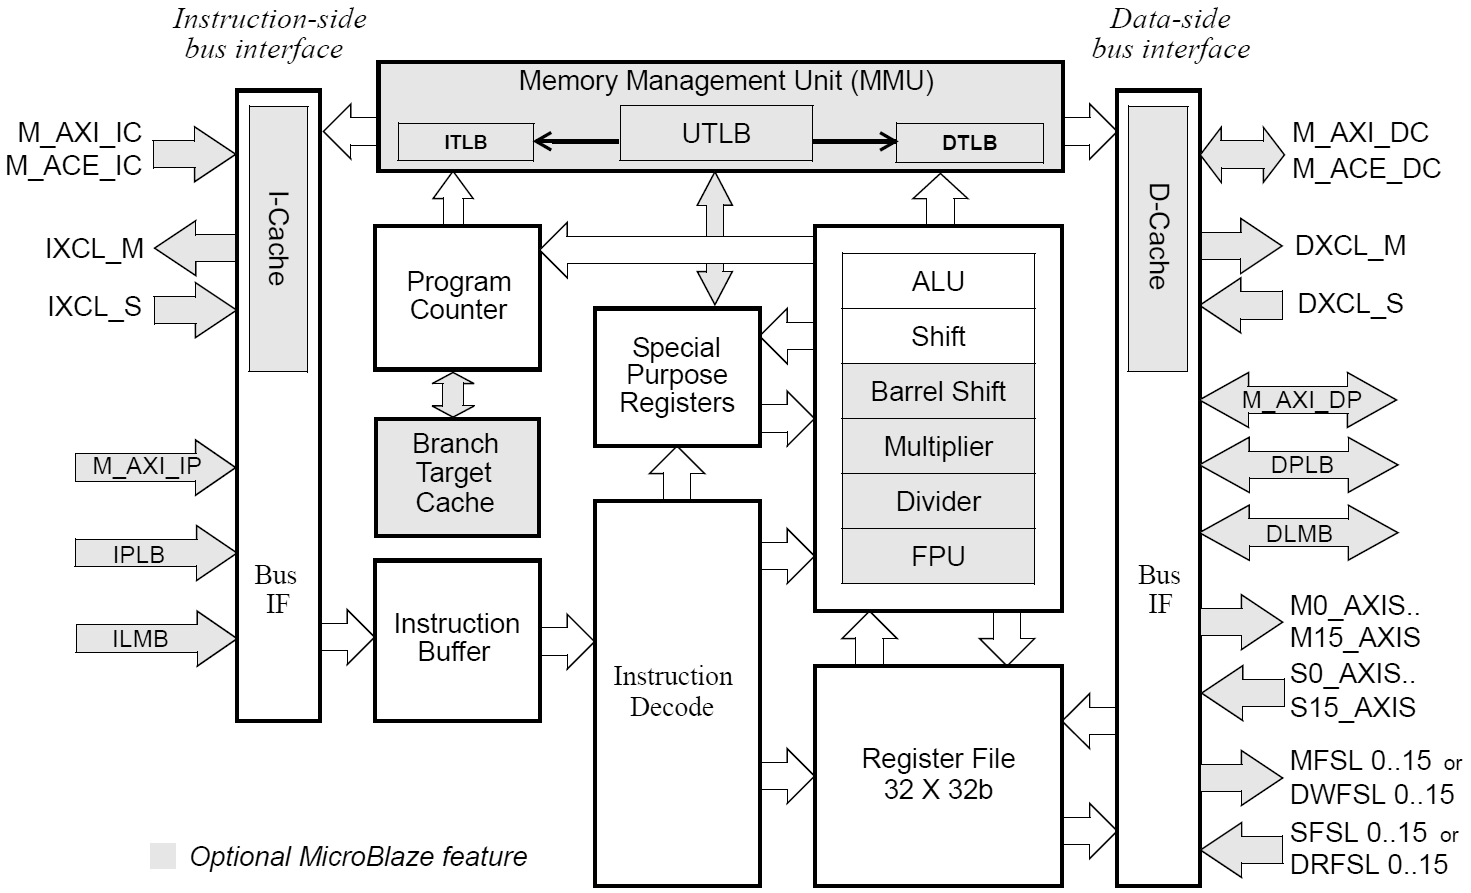 Instruction-side
bus interface
Data-side
bus interface
Memory Management Unit (MMU)
ITLB
UTLB
DTLB
M_AXI_IC
M_ACE_IC
IXCL_M
IXCL_S
M_AXI_IP
IPLB
ILMB
I-Cache
Bus
IF
Program
Counter
Branch
Target
Cache
Instruction
Buffer
Special
Purpose
Registers
Instruction
Decode
ALU
Shift
Barrel Shift
Multiplier
Divider
FPU
Register File
32 X 32b
D-Cache
Bus
IF
M_AXI_DC
M_ACE_DC
DXCL_M
DXCL_S
M_AXI_DP
DPLB
DLMB
M0_AXIS..
M15_AXIS
S0_AXIS..
S15_AXIS
MFSL 0..15 or
DWFSL 0..15
SFSL 0..15 or
DRFSL 0..15
Optional MicroBlaze feature